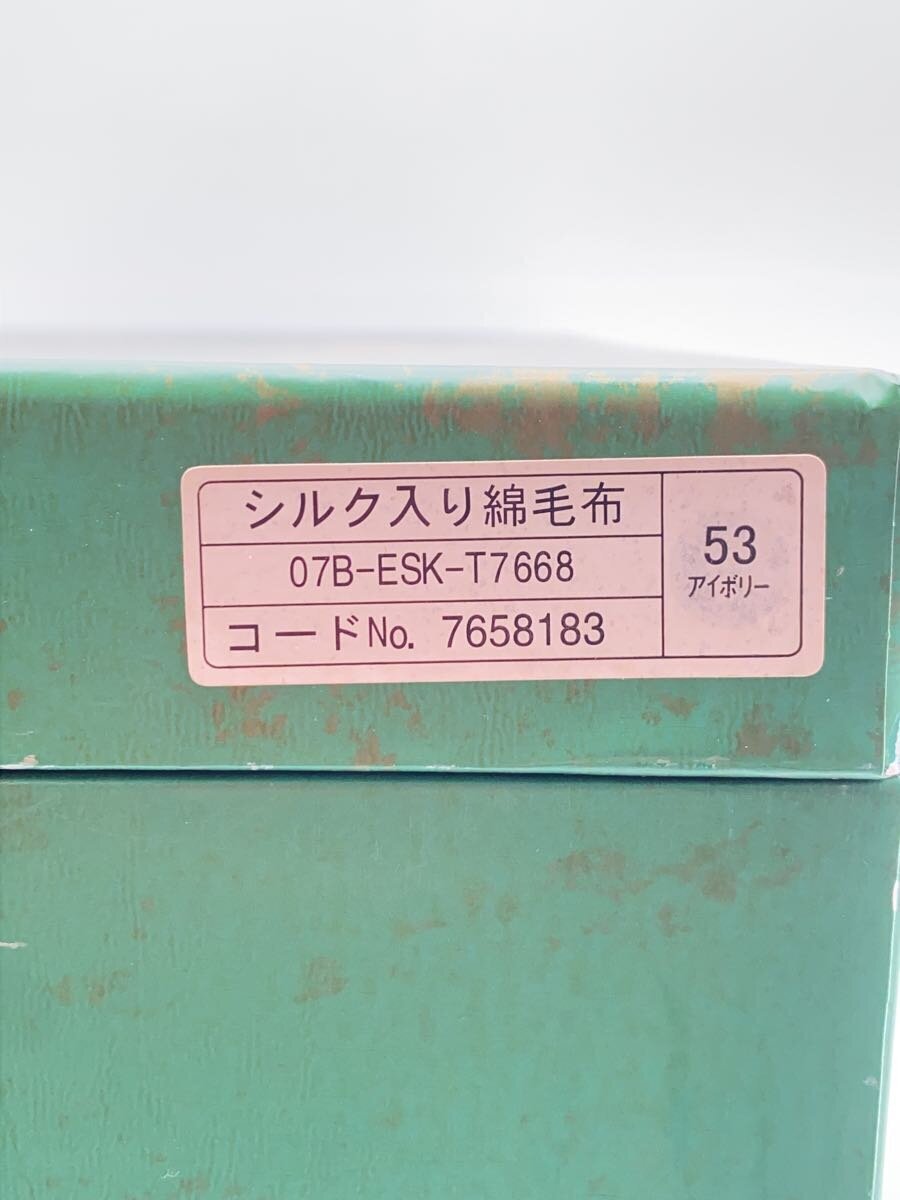 シルク入り綿毛布
07B-ESK-T7668
コードNo. 7658183
53
アイボリー